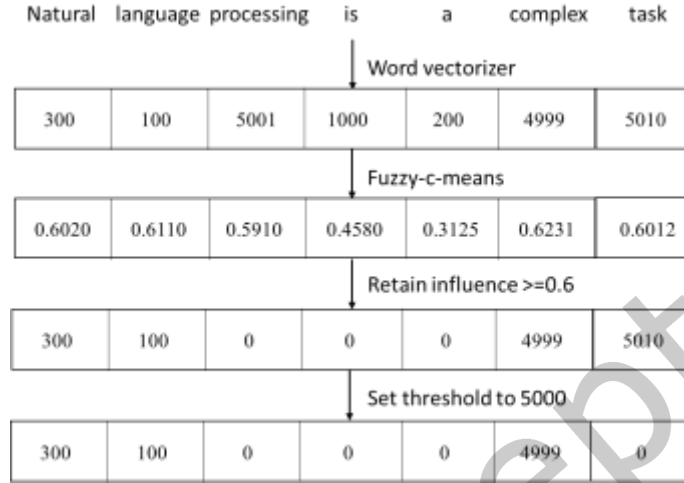 Natural language processing is a complex task
Word vectorizer
300 100 5001 1000 200 4999 5010
Fuzzy-c-means
0.6020 0.6110 0.5910 0.4580 0.3125 0.6231 0.6012
Retain influence >=0.6
300 100 0 0 0 4999 5010
Set threshold to 5000
300 100 0 0 0 4999 0
ept